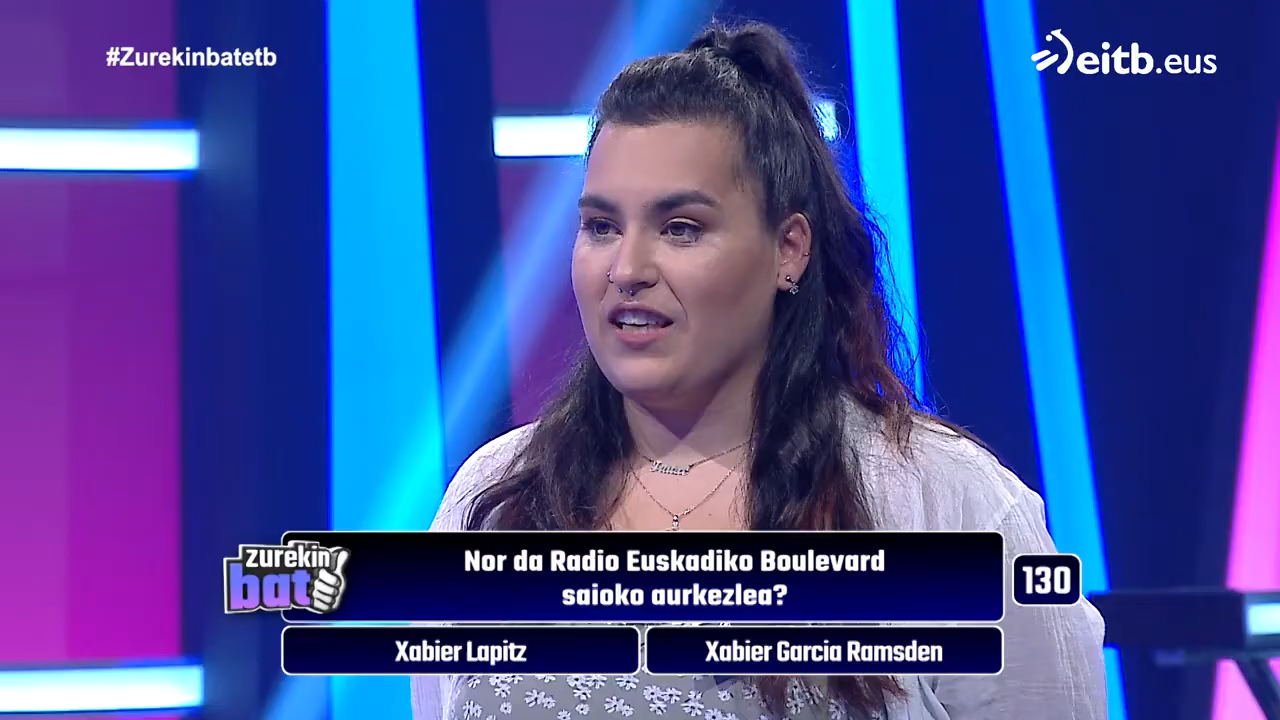 #Zurekinbatetb
eitb.eus
zurekin
bat
Nor da Radio Euskadiko Boulevard
saioko aurkezlea?
130
Xabier Lapitz
Xabier Garcia Ramsden